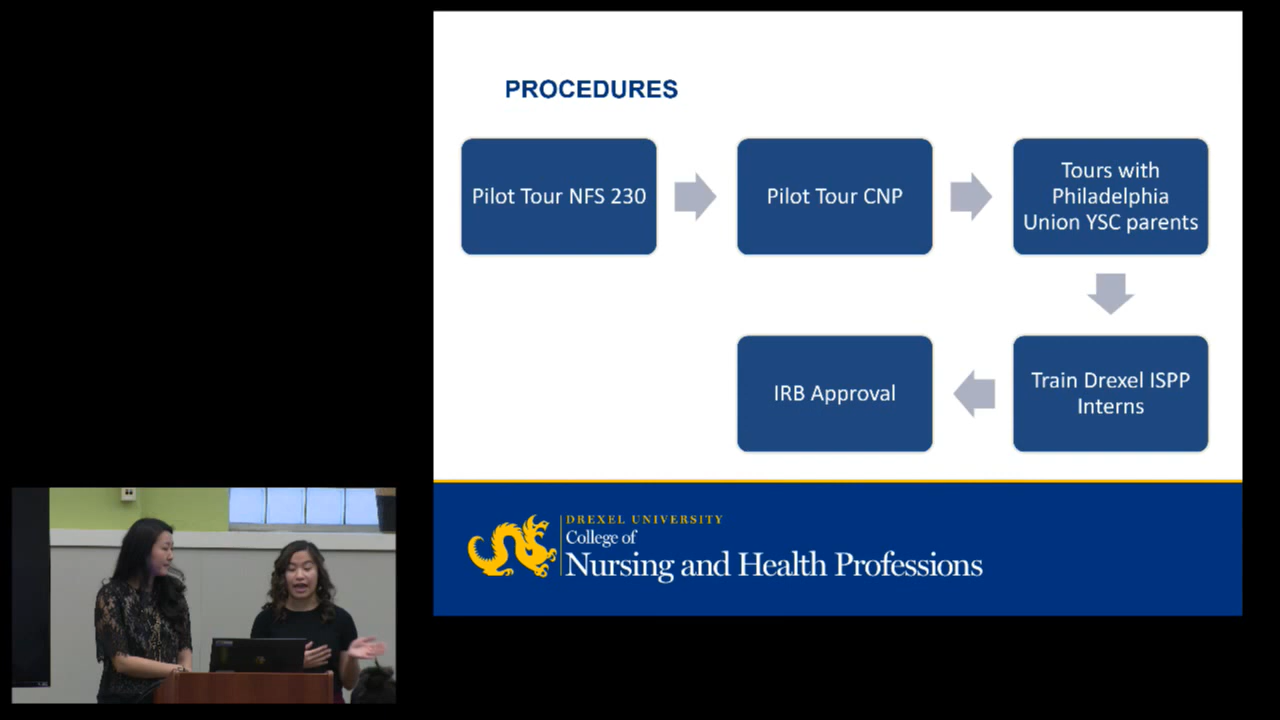 PROCEDURES
Pilot Tour NFS 230
Pilot Tour CNP
Tours with
Philadelphia
Union YSC parents
Train Drexel ISPP
Interns
IRB Approval
DREXEL UNIVERSITY
College of
Nursing and Health Professions